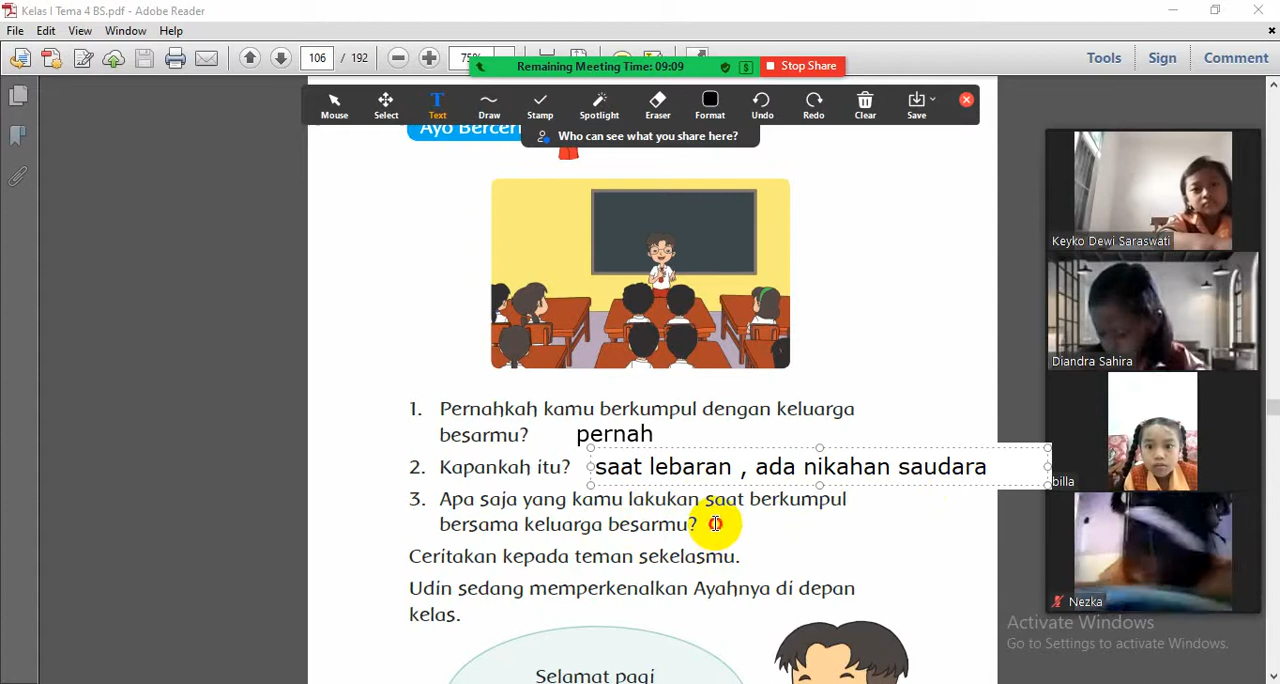 Kelas I Tema 4 BS.pdf - Adobe Reader
File Edit View Window Help
106 / 192
Tools Sign Comment
Remaining Meeting Time: 09:09 Stop Share
Mouse Select Text Draw Stamp Spotlight Eraser Format Undo Redo Clear Save
Who can see what you share here?
1. Pernahkah kamu berkumpul dengan keluarga
besarmu? pernah
2. Kapankah itu? saat lebaran , ada nikahan saudara
3. Apa saja yang kamu lakukan saat berkumpul
bersama keluarga besarmu?
Ceritakan kepada teman sekelasmu.
Udin sedang memperkenalkan Ayahnya di depan
kelas.
Selamat pagi
Keyko Dewi Saraswati
Diandra Sahira
billa
Nezka
Activate Windows
Go to Settings to activate Windows.